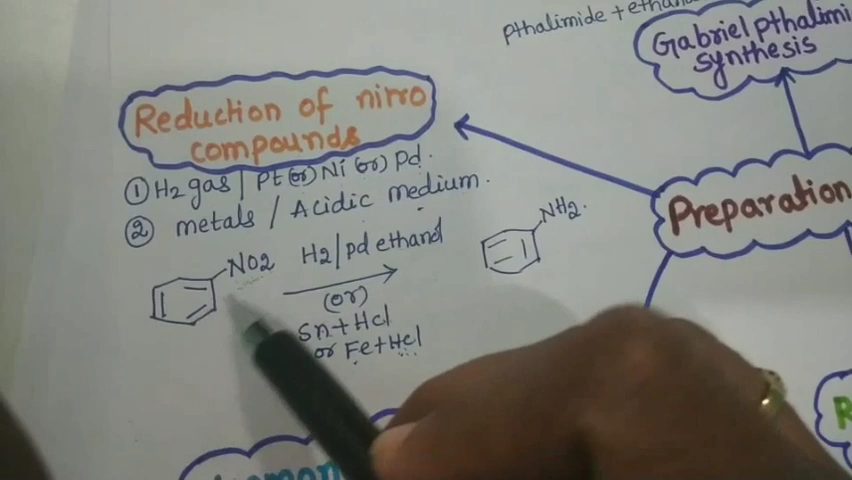 pthalimide + ethan
Gabriel pthalimi
synthesis
Reduction of nitro
compounds
① H2 gas / Pt (or) Ni (or) Pd.
② metals / Acidic medium.
Preparation
NO2
H2/Pd ethanol
NH2.
(or)
Sn+Hcl
or Fe+Hcl
R